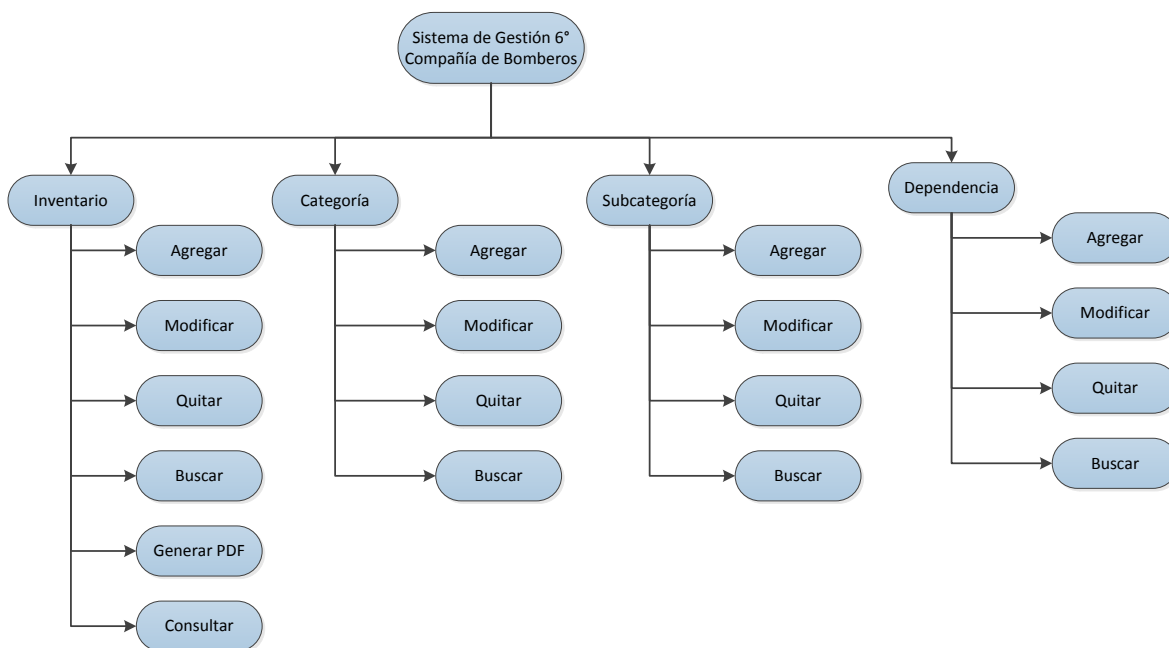 Sistema de Gestión 6°
Compañía de Bomberos
Inventario
Categoría
Subcategoría
Dependencia
Agregar
Modificar
Quitar
Buscar
Generar PDF
Consultar
Agregar
Modificar
Quitar
Buscar
Agregar
Modificar
Quitar
Buscar
Agregar
Modificar
Quitar
Buscar